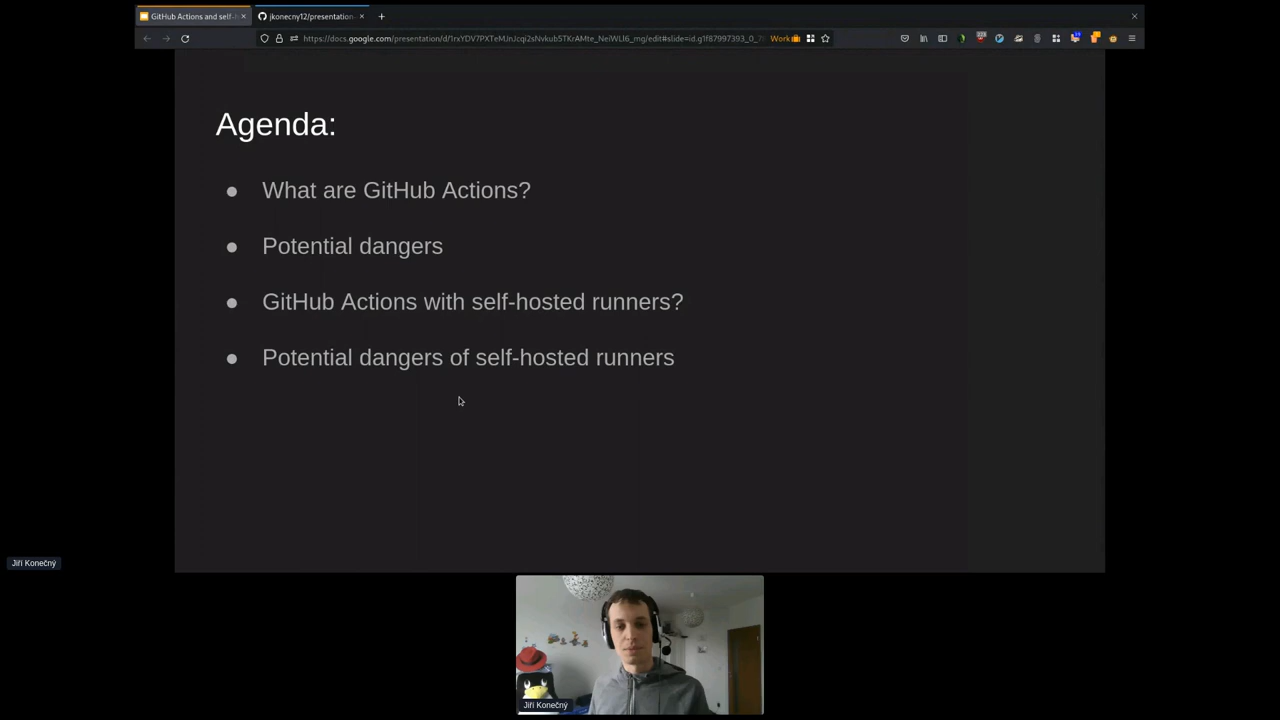 GitHub Actions and self-h
jkonecny12/presentation-
https://docs.google.com/presentation/d/1rxYDV7PXTeMJnJcqi2sNvkub5TKrAMte_NeiWLl6_mg/edit#slide=id.g1f87997393_0_7
Work
Agenda:
● What are GitHub Actions?
● Potential dangers
● GitHub Actions with self-hosted runners?
● Potential dangers of self-hosted runners
Jiří Konečný
Jiří Konečný